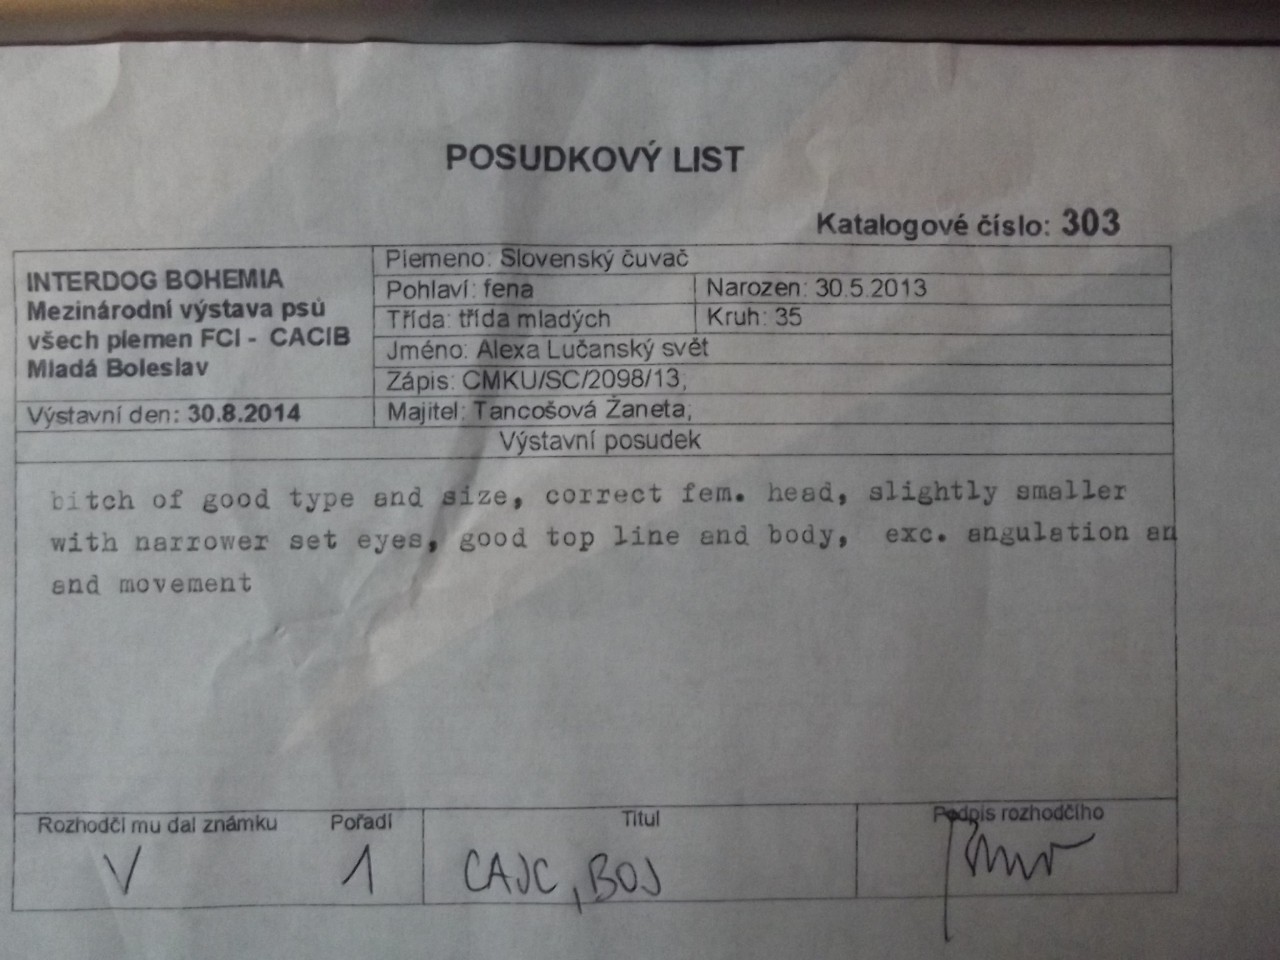 POSUDKOVÝ LIST
Katalogové číslo: 303
INTERDOG BOHEMIA
Mezinárodní výstava psů
všech plemen FCI - CACIB
Mladá Boleslav
Výstavní den: 30.8.2014
Plemeno: Slovenský čuvač
Pohlaví: fena
Narozen: 30.5.2013
Třída: třída mladých
Kruh: 35
Jméno: Alexa Lučanský svět
Zápis: CMKU/SC/2098/13,
Majitel: Tancošová Žaneta,
Výstavní posudek
bitch of good type and size, correct fem. head, slightly smaller
with narrower set eyes, good top line and body, exc. angulation an
and movement
Rozhodčí mu dal známku
V
Pořadí
1
Titul
CAJC, BOJ
Podpis rozhodčího